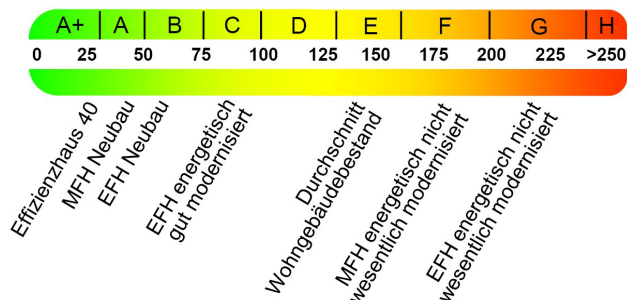 A+ A B C D E F G H
0 25 50 75 100 125 150 175 200 225 >250
Effizienzhaus 40
MFH Neubau
EFH Neubau
EFH energetisch
gut modernisiert
Durchschnitt
Wohngebäudebestand
MFH energetisch nicht
wesentlich modernisiert
EFH energetisch nicht
wesentlich modernisiert